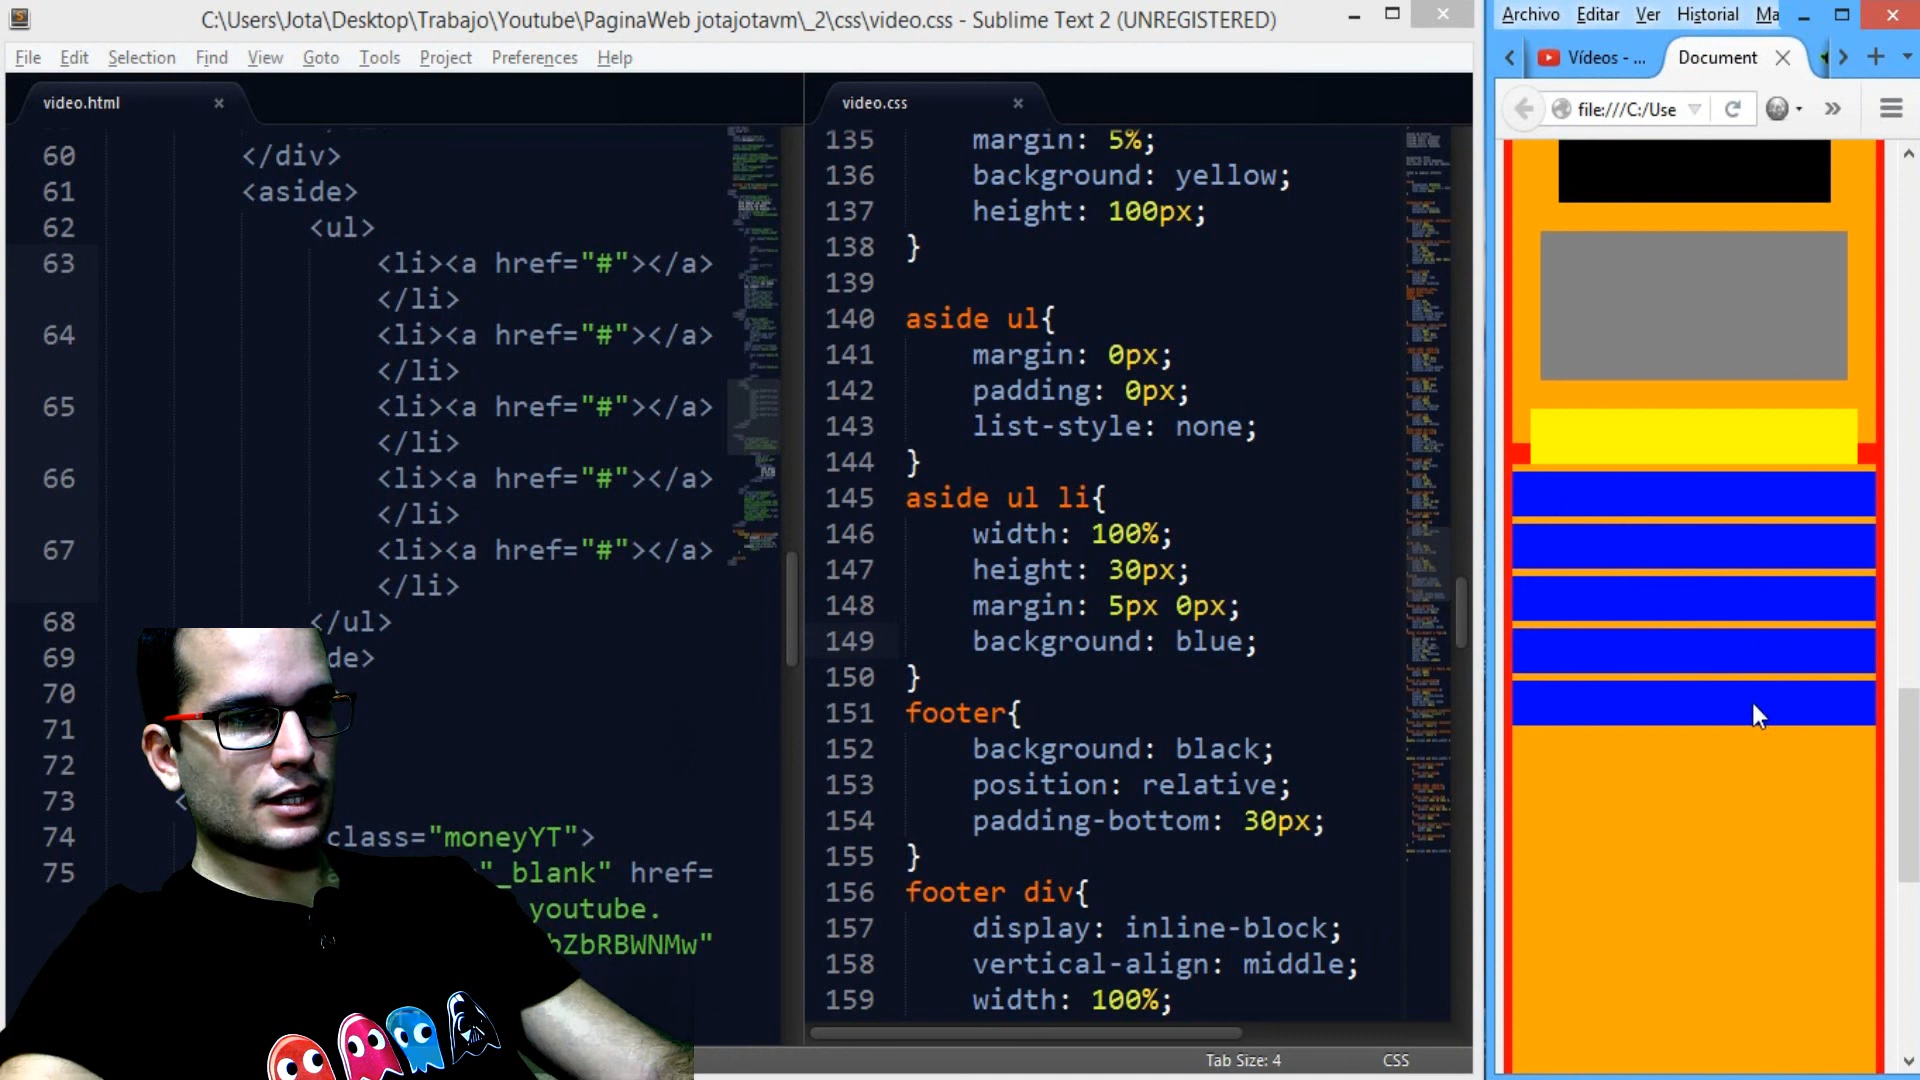 C:\Users\Jota\Desktop\Trabajo\Youtube\PaginaWeb jotajotavm\_2\css\video.css - Sublime Text 2 (UNREGISTERED)
File Edit Selection Find View Goto Tools Project Preferences Help
video.html
60 </div>
61 <aside>
62 <ul>
63 <li><a href="#"></a>
</li>
64 <li><a href="#"></a>
</li>
65 <li><a href="#"></a>
</li>
66 <li><a href="#"></a>
</li>
67 <li><a href="#"></a>
</li>
68 </ul>
69 de>
70
71
72
73 <
74 class="moneyYT">
75 "_blank" href=
youtube.
bZbRBWNMw"
video.css
135 margin: 5%;
136 background: yellow;
137 height: 100px;
138 }
139
140 aside ul{
141 margin: 0px;
142 padding: 0px;
143 list-style: none;
144 }
145 aside ul li{
146 width: 100%;
147 height: 30px;
148 margin: 5px 0px;
149 background: blue;
150 }
151 footer{
152 background: black;
153 position: relative;
154 padding-bottom: 30px;
155 }
156 footer div{
157 display: inline-block;
158 vertical-align: middle;
159 width: 100%;
Tab Size: 4 CSS
Archivo Editar Ver Historial Ma
Vídeos - ... Document
file:///C:/Use